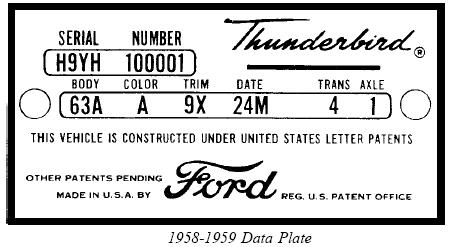 SERIAL NUMBER Thunderbird®
H9YH 100001
BODY COLOR TRIM DATE TRANS AXLE
63A A 9X 24M 4 1
THIS VEHICLE IS CONSTRUCTED UNDER UNITED STATES LETTER PATENTS
OTHER PATENTS PENDING
MADE IN U.S.A. BY Ford REG. U.S. PATENT OFFICE
1958-1959 Data Plate